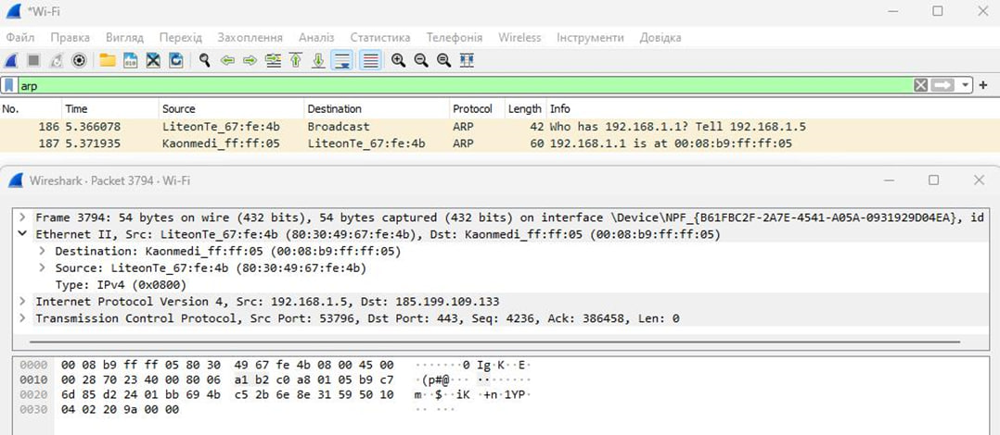 *Wi-Fi
Файл Правка Вигляд Перехід Захоплення Аналіз Статистика Телефонія Wireless Інструменти Довідка
arp
No. Time Source Destination Protocol Length Info
186 5.366078 LiteonTe_67:fe:4b Broadcast ARP 42 Who has 192.168.1.1? Tell 192.168.1.5
187 5.371935 Kaonmedi_ff:ff:05 LiteonTe_67:fe:4b ARP 60 192.168.1.1 is at 00:08:b9:ff:ff:05
Wireshark · Packet 3794 · Wi-Fi
Frame 3794: 54 bytes on wire (432 bits), 54 bytes captured (432 bits) on interface \Device\NPF_{B61FBC2F-2A7E-4541-A05A-0931929D04EA}, id
Ethernet II, Src: LiteonTe_67:fe:4b (80:30:49:67:fe:4b), Dst: Kaonmedi_ff:ff:05 (00:08:b9:ff:ff:05)
Destination: Kaonmedi_ff:ff:05 (00:08:b9:ff:ff:05)
Source: LiteonTe_67:fe:4b (80:30:49:67:fe:4b)
Type: IPv4 (0x0800)
Internet Protocol Version 4, Src: 192.168.1.5, Dst: 185.199.109.133
Transmission Control Protocol, Src Port: 53796, Dst Port: 443, Seq: 4236, Ack: 386458, Len: 0
0000 00 08 b9 ff ff 05 80 30 49 67 fe 4b 08 00 45 00 ·······0 Ig·K··E·
0010 00 28 70 23 40 00 80 06 a1 b2 c0 a8 01 05 b9 c7 ·(p#@··· ········
0020 6d 85 d2 24 01 bb 69 4b c5 2b 6e 8e 31 59 50 10 m··$··iK ·+n·1YP·
0030 04 02 20 9a 00 00 ·· ···